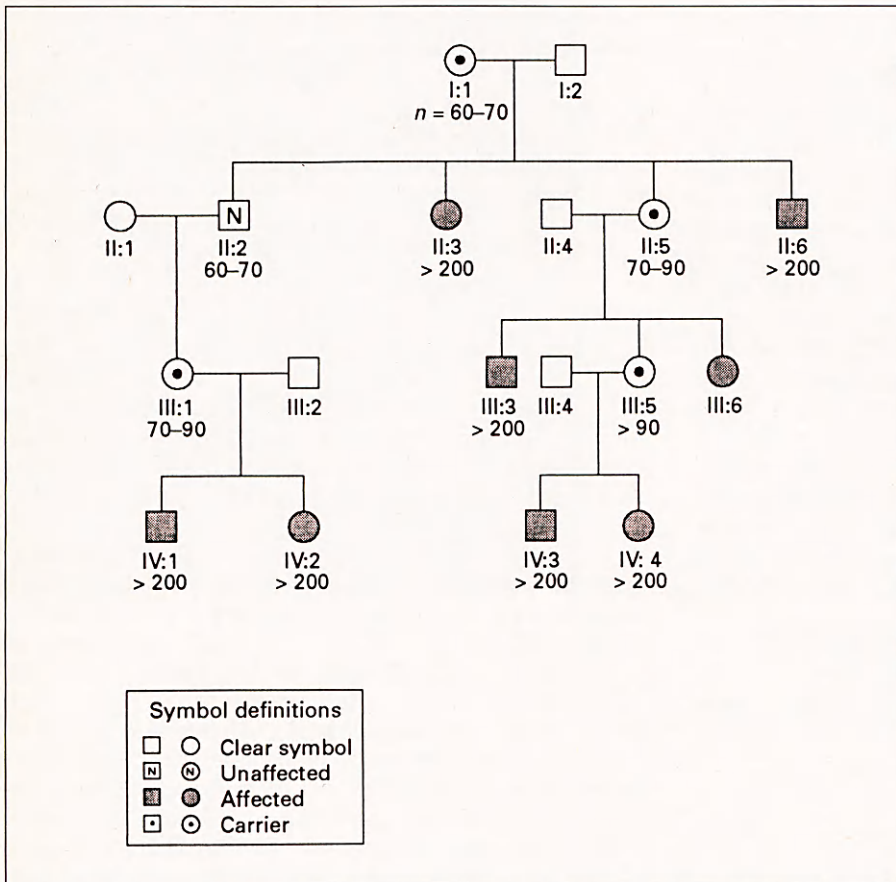 I:1 I:2
n = 60–70
N
II:1 II:2 II:3 II:4 II:5 II:6
60–70 > 200 70–90 > 200
III:1 III:2 III:3 III:4 III:5 III:6
70–90 > 200 > 90
IV:1 IV:2 IV:3 IV: 4
> 200 > 200 > 200 > 200
Symbol definitions
Clear symbol
N N Unaffected
Affected
Carrier